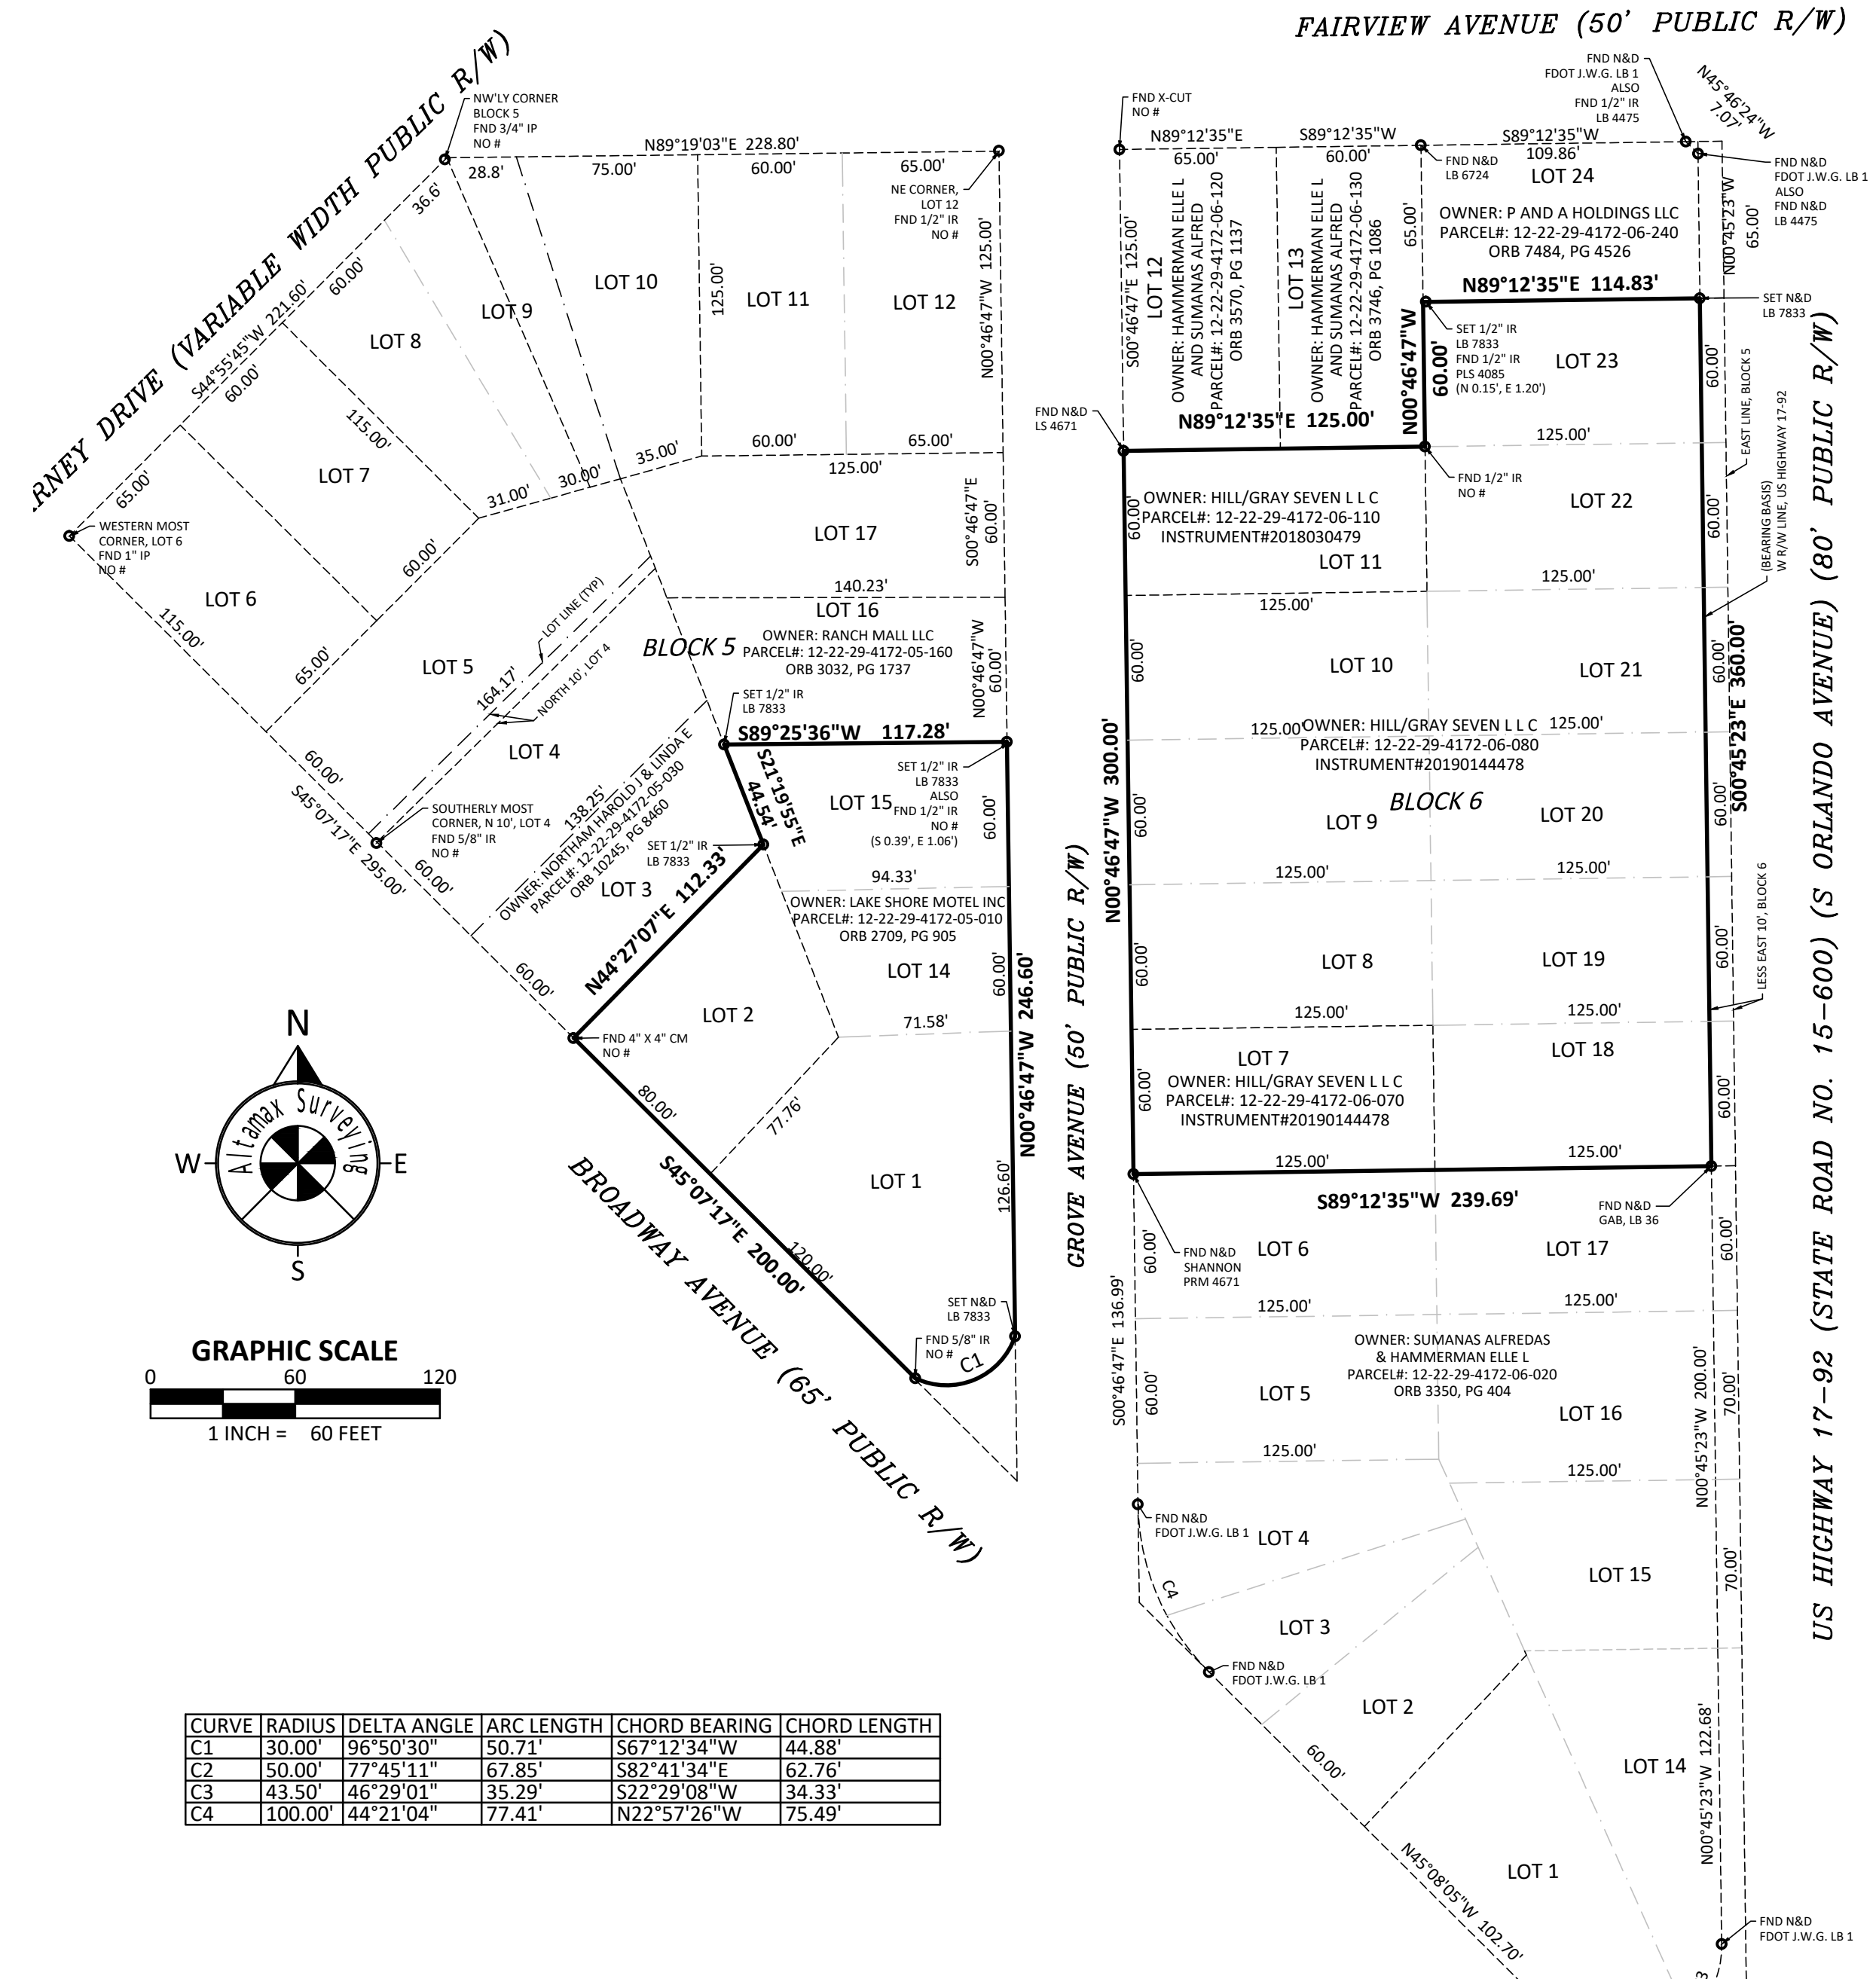 FAIRVIEW AVENUE (50' PUBLIC R/W)
RNEY DRIVE (VARIABLE WIDTH PUBLIC R/W)
NW'LY CORNER
BLOCK 5
FND 3/4" IP
NO #
N89°19'03"E 228.80'
28.8'
75.00'
60.00'
65.00'
NE CORNER,
LOT 12
FND 1/2" IR
NO #
36.6'
60.00'
S44°55'45"W 221.60'
60.00'
65.00'
WESTERN MOST
CORNER, LOT 6
FND 1" IP
NO #
LOT 8
LOT 9
LOT 10
125.00'
LOT 11
LOT 12
N00°46'47"W 125.00'
LOT 7
115.00'
31.00'
30.00'
35.00'
60.00'
65.00'
125.00'
LOT 17
S00°46'47"E
60.00'
140.23'
LOT 6
115.00'
60.00'
65.00'
LOT 5
LOT LINE (TYP)
164.17'
NORTH 10', LOT 4
BLOCK 5
LOT 16
OWNER: RANCH MALL LLC
PARCEL#: 12-22-29-4172-05-160
ORB 3032, PG 1737
N00°46'47"W
60.00'
SET 1/2" IR
LB 7833
S89°25'36"W 117.28'
S21°19'55"E
44.54'
LOT 4
60.00'
S45°07'17"E 295.00'
SOUTHERLY MOST
CORNER, N 10', LOT 4
FND 5/8" IR
NO #
60.00'
138.25'
OWNER: NORTHAM HAROLD J & LINDA E
PARCEL#: 12-22-29-4172-05-030
ORB 10245, PG 8460
LOT 3
SET 1/2" IR
LB 7833
60.00'
N44°27'07"E 112.33'
SET 1/2" IR
LB 7833
ALSO
FND 1/2" IR
NO #
(S 0.39', E 1.06')
LOT 15
60.00'
94.33'
OWNER: LAKE SHORE MOTEL INC
PARCEL#: 12-22-29-4172-05-010
ORB 2709, PG 905
LOT 14
60.00'
71.58'
N00°46'47"W 246.60'
LOT 2
FND 4" X 4" CM
NO #
80.00'
77.76'
LOT 1
126.60'
S45°07'17"E 200.00'
120.00'
BROADWAY AVENUE (65' PUBLIC R/W)
SET N&D
LB 7833
FND 5/8" IR
NO #
C1
GROVE AVENUE (50' PUBLIC R/W)
N
W
E
S
Altamax Surveying
GRAPHIC SCALE
0 60 120
1 INCH = 60 FEET
FND X-CUT
NO #
N89°12'35"E
65.00'
S89°12'35"W
60.00'
S89°12'35"W
109.86'
FND N&D
LB 6724
FND N&D
FDOT J.W.G. LB 1
ALSO
FND 1/2" IR
LB 4475
N45°46'24"W
7.07'
FND N&D
FDOT J.W.G. LB 1
ALSO
FND N&D
LB 4475
N00°45'23"W
65.00'
S00°46'47"E 125.00'
LOT 12
OWNER: HAMMERMAN ELLE L
AND SUMANAS ALFRED
PARCEL#: 12-22-29-4172-06-120
ORB 3570, PG 1137
LOT 13
OWNER: HAMMERMAN ELLE L
AND SUMANAS ALFRED
PARCEL#: 12-22-29-4172-06-130
ORB 3746, PG 1086
65.00'
LOT 24
OWNER: P AND A HOLDINGS LLC
PARCEL#: 12-22-29-4172-06-240
ORB 7484, PG 4526
N89°12'35"E 114.83'
SET N&D
LB 7833
N00°46'47"W
60.00'
SET 1/2" IR
LB 7833
FND 1/2" IR
PLS 4085
(N 0.15', E 1.20')
LOT 23
60.00'
FND N&D
LS 4671
N89°12'35"E 125.00'
125.00'
FND 1/2" IR
NO #
EAST LINE, BLOCK 5
(BEARING BASIS)
W R/W LINE, US HIGHWAY 17-92
60.00'
OWNER: HILL/GRAY SEVEN L L C
PARCEL#: 12-22-29-4172-06-110
INSTRUMENT#2018030479
LOT 11
LOT 22
60.00'
125.00'
125.00'
60.00'
LOT 10
LOT 21
60.00'
S00°45'23"E 360.00'
125.00'
125.00'
OWNER: HILL/GRAY SEVEN L L C
PARCEL#: 12-22-29-4172-06-080
INSTRUMENT#20190144478
BLOCK 6
N00°46'47"W 300.00'
60.00'
LOT 9
LOT 20
60.00'
125.00'
125.00'
60.00'
LOT 8
LOT 19
60.00'
LESS EAST 10', BLOCK 6
125.00'
125.00'
60.00'
LOT 7
OWNER: HILL/GRAY SEVEN L L C
PARCEL#: 12-22-29-4172-06-070
INSTRUMENT#20190144478
LOT 18
60.00'
125.00'
125.00'
S89°12'35"W 239.69'
FND N&D
GAB, LB 36
FND N&D
SHANNON
PRM 4671
60.00'
LOT 6
LOT 17
60.00'
125.00'
125.00'
S00°46'47"E 136.99'
60.00'
OWNER: SUMANAS ALFREDAS
& HAMMERMAN ELLE L
PARCEL#: 12-22-29-4172-06-020
ORB 3350, PG 404
LOT 5
LOT 16
N00°45'23"W 200.00'
70.00'
125.00'
125.00'
FND N&D
FDOT J.W.G. LB 1
LOT 4
C4
LOT 15
70.00'
LOT 3
FND N&D
FDOT J.W.G. LB 1
LOT 2
60.00'
LOT 14
N00°45'23"W 122.68'
LOT 1
N45°08'05"W 102.70'
FND N&D
FDOT J.W.G. LB 1
US HIGHWAY 17-92 (STATE ROAD NO. 15-600) (S ORLANDO AVENUE) (80' PUBLIC R/W)
CURVE RADIUS DELTA ANGLE ARC LENGTH CHORD BEARING CHORD LENGTH
C1 30.00' 96°50'30" 50.71' S67°12'34"W 44.88'
C2 50.00' 77°45'11" 67.85' S82°41'34"E 62.76'
C3 43.50' 46°29'01" 35.29' S22°29'08"W 34.33'
C4 100.00' 44°21'04" 77.41' N22°57'26"W 75.49'